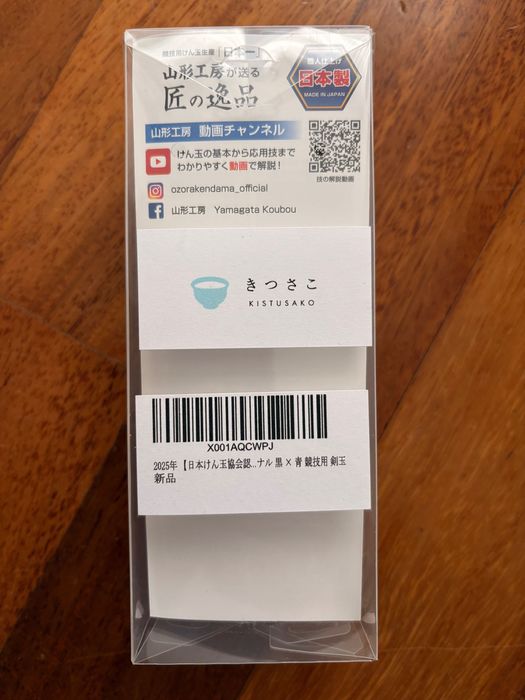 競技用けん玉生産「日本一」
山形工房が送る
匠の逸品
職人仕上げ
日本製
MADE IN JAPAN
山形工房 動画チャンネル
けん玉の基本から応用技まで
わかりやすく動画で解説！
技の解説動画
ozorakendama_official
山形工房 Yamagata Koubou
きつさこ
KISTUSAKO
X001AQCWPJ
2025年 【日本けん玉協会認...ナル 黒 × 青 競技用 剣玉
新品